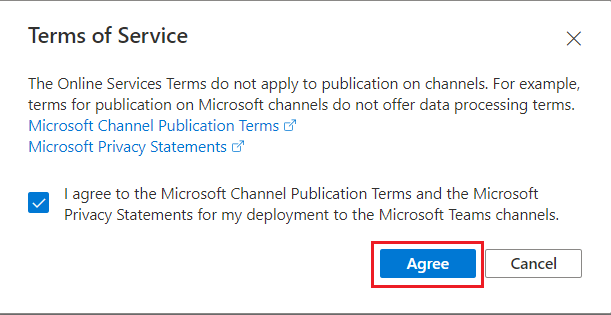 Terms of Service
The Online Services Terms do not apply to publication on channels. For example,
terms for publication on Microsoft channels do not offer data processing terms.
Microsoft Channel Publication Terms
Microsoft Privacy Statements
I agree to the Microsoft Channel Publication Terms and the Microsoft
Privacy Statements for my deployment to the Microsoft Teams channels.
Agree
Cancel